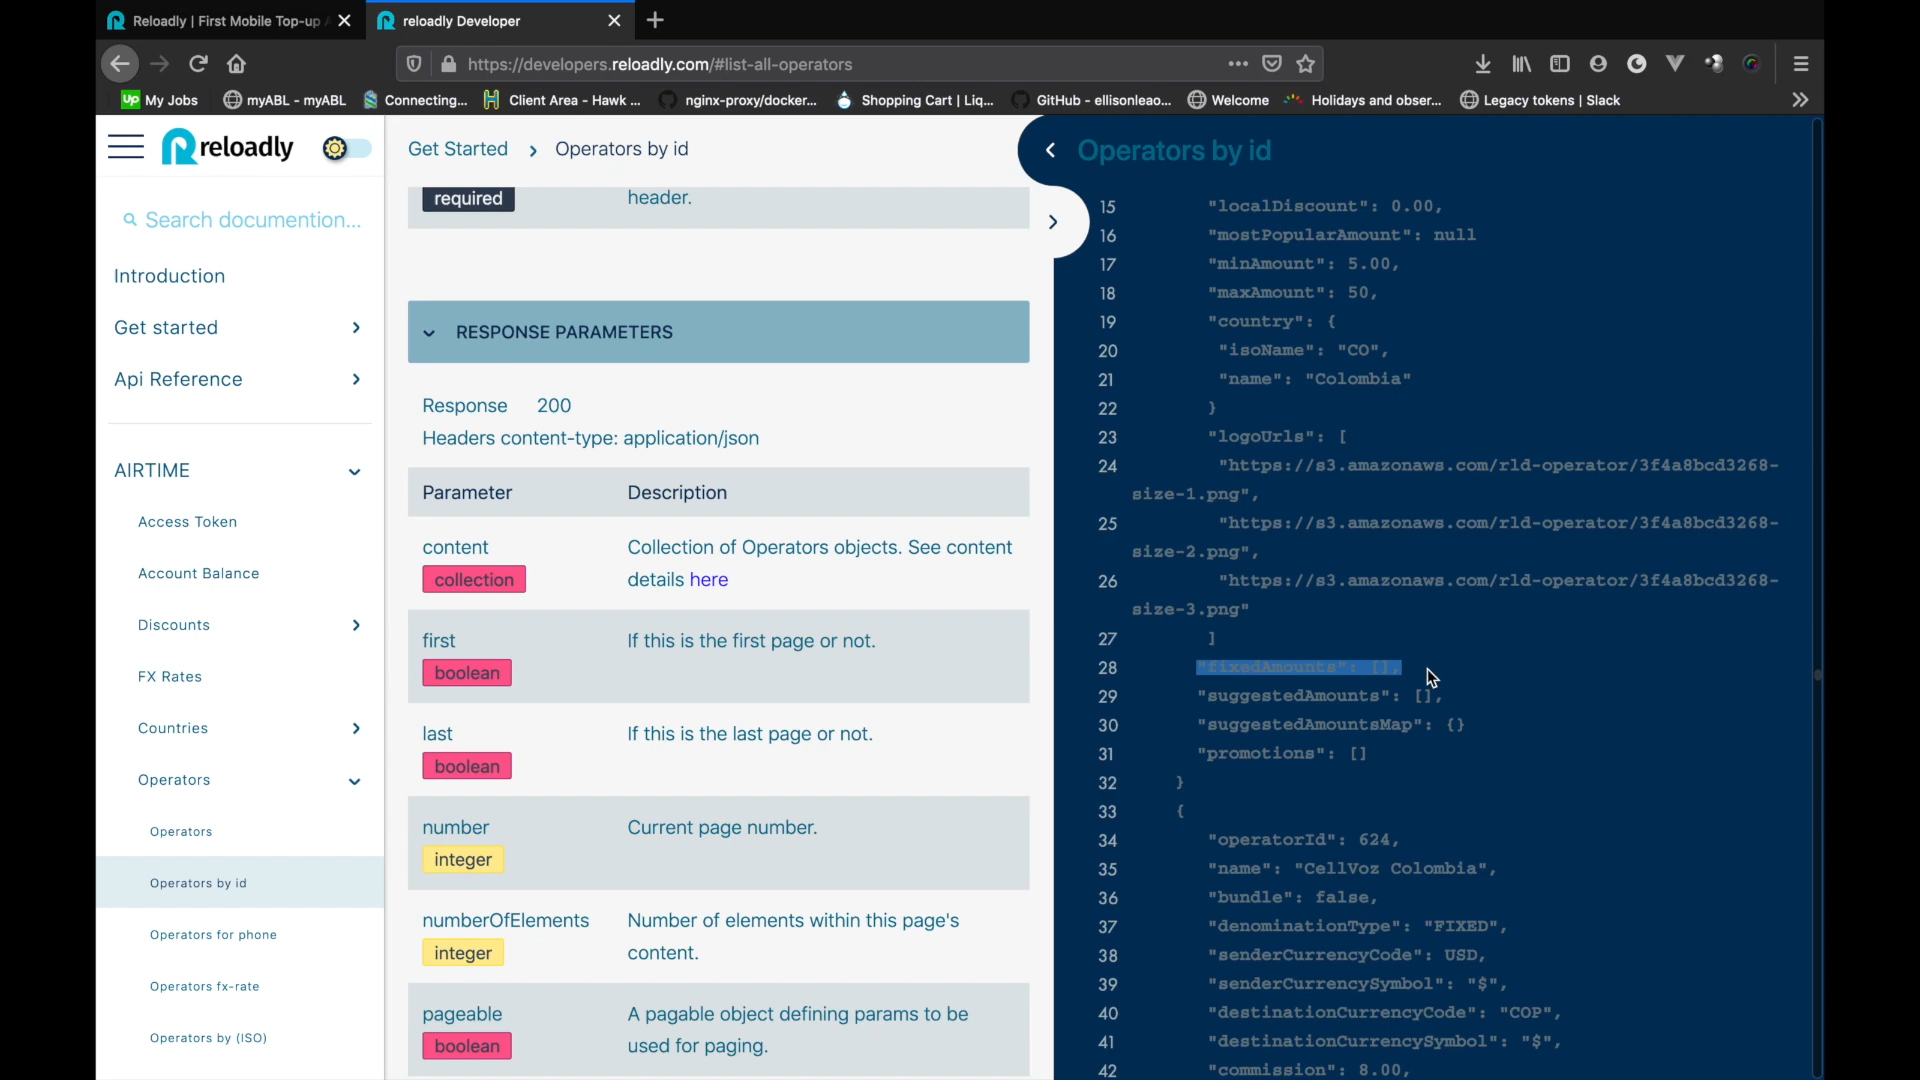 Reloadly | First Mobile Top-up
reloadly Developer
https://developers.reloadly.com/#list-all-operators
Up My Jobs
myABL - myABL
Connecting...
Client Area - Hawk ...
nginx-proxy/docker...
Shopping Cart | Liq...
GitHub - ellisonleao...
Welcome
Holidays and obser...
Legacy tokens | Slack
reloadly
Search documention...
Introduction
Get started
Api Reference
AIRTIME
Access Token
Account Balance
Discounts
FX Rates
Countries
Operators
Operators
Operators by id
Operators for phone
Operators fx-rate
Operators by (ISO)
Get Started > Operators by id
required header.
RESPONSE PARAMETERS
Response 200
Headers content-type: application/json
Parameter Description
content Collection of Operators objects. See content
collection details here
first If this is the first page or not.
boolean
last If this is the last page or not.
boolean
number Current page number.
integer
numberOfElements Number of elements within this page's
integer content.
pageable A pagable object defining params to be
boolean used for paging.
Operators by id
15 "localDiscount": 0.00,
16 "mostPopularAmount": null
17 "minAmount": 5.00,
18 "maxAmount": 50,
19 "country": {
20 "isoName": "CO",
21 "name": "Colombia"
22 }
23 "logoUrls": [
24 "https://s3.amazonaws.com/rld-operator/3f4a8bcd3268-
size-1.png",
25 "https://s3.amazonaws.com/rld-operator/3f4a8bcd3268-
size-2.png",
26 "https://s3.amazonaws.com/rld-operator/3f4a8bcd3268-
size-3.png"
27 ]
28 "fixedAmounts": [],
29 "suggestedAmounts": [],
30 "suggestedAmountsMap": {}
31 "promotions": []
32 }
33 {
34 "operatorId": 624,
35 "name": "CellVoz Colombia",
36 "bundle": false,
37 "denominationType": "FIXED",
38 "senderCurrencyCode": USD,
39 "senderCurrencySymbol": "$",
40 "destinationCurrencyCode": "COP",
41 "destinationCurrencySymbol": "$",
42 "commission": 8.00,